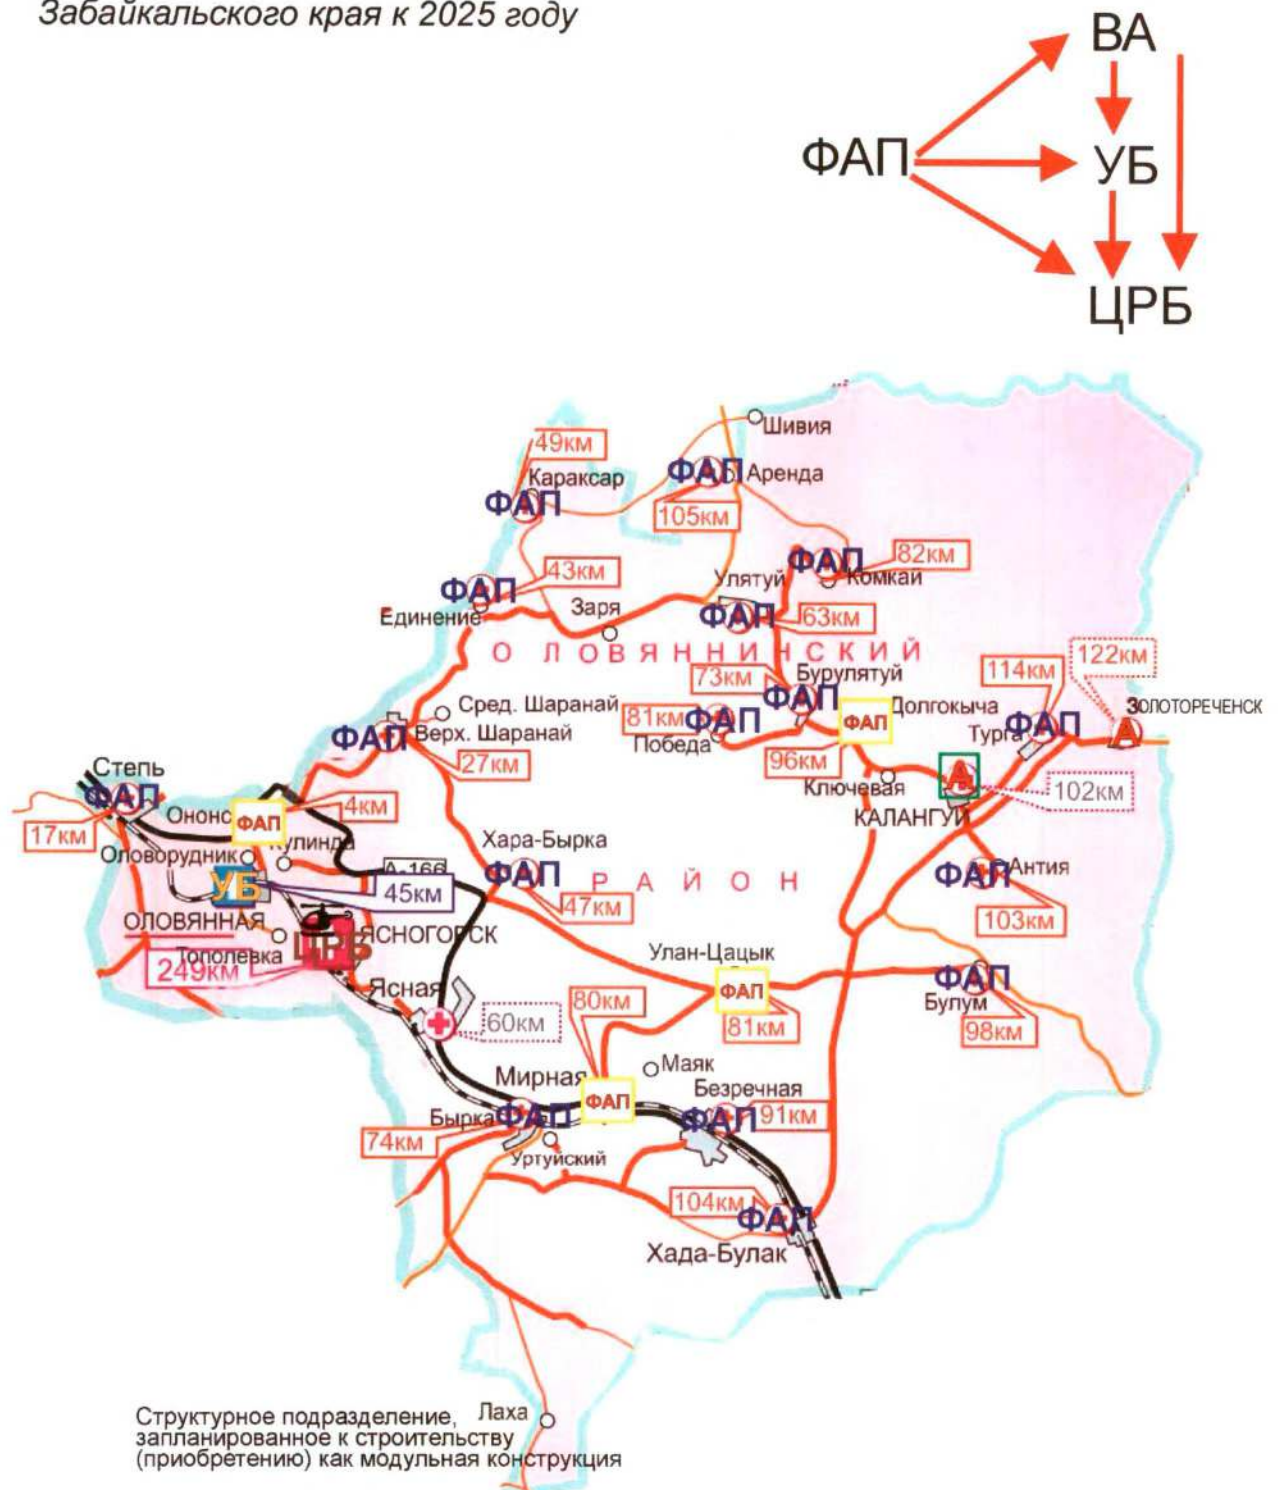 Забайкальского края к 2025 году
ВА
ФАП
УБ
ЦРБ
Шивия
49км
Караксар
ФАП
ФАП
Аренда
105км
82км
ФАП
Комкай
43км
ФАП
Улятуй
Единение
Заря
ФАП
63км
ОЛОВЯННИНСКИЙ
122км
114км
73км
Бурулятуй
ФАП
Сред. Шаранай
81км
ФАП
Победа
ФАП
Долгокыча
ЗОЛОТОРЕЧЕНСК
ФАП
Турга
А
ФАП
Верх. Шаранай
27км
96км
Степь
ФАП
Ключевая
А
102км
КАЛАНГУЙ
4км
17км
ФАП
Оловорудник
Хара-Бырка
А-166
ФАП
РАЙОН
ФАП
Антия
УБ
45км
47км
103км
ОЛОВЯННАЯ
ЯСНОГОРСК
Тополевка
ЦРБ
249км
Улан-Цацык
Ясная
ФАП
ФАП
Булум
80км
60км
81км
98км
Маяк
Мирная
Безречная
ФАП
Бырка
ФАП
ФАП
91км
74км
Уртуйский
104км
ФАП
Хада-Булак
Лаха
Структурное подразделение,
запланированное к строительству
(приобретению) как модульная конструкция